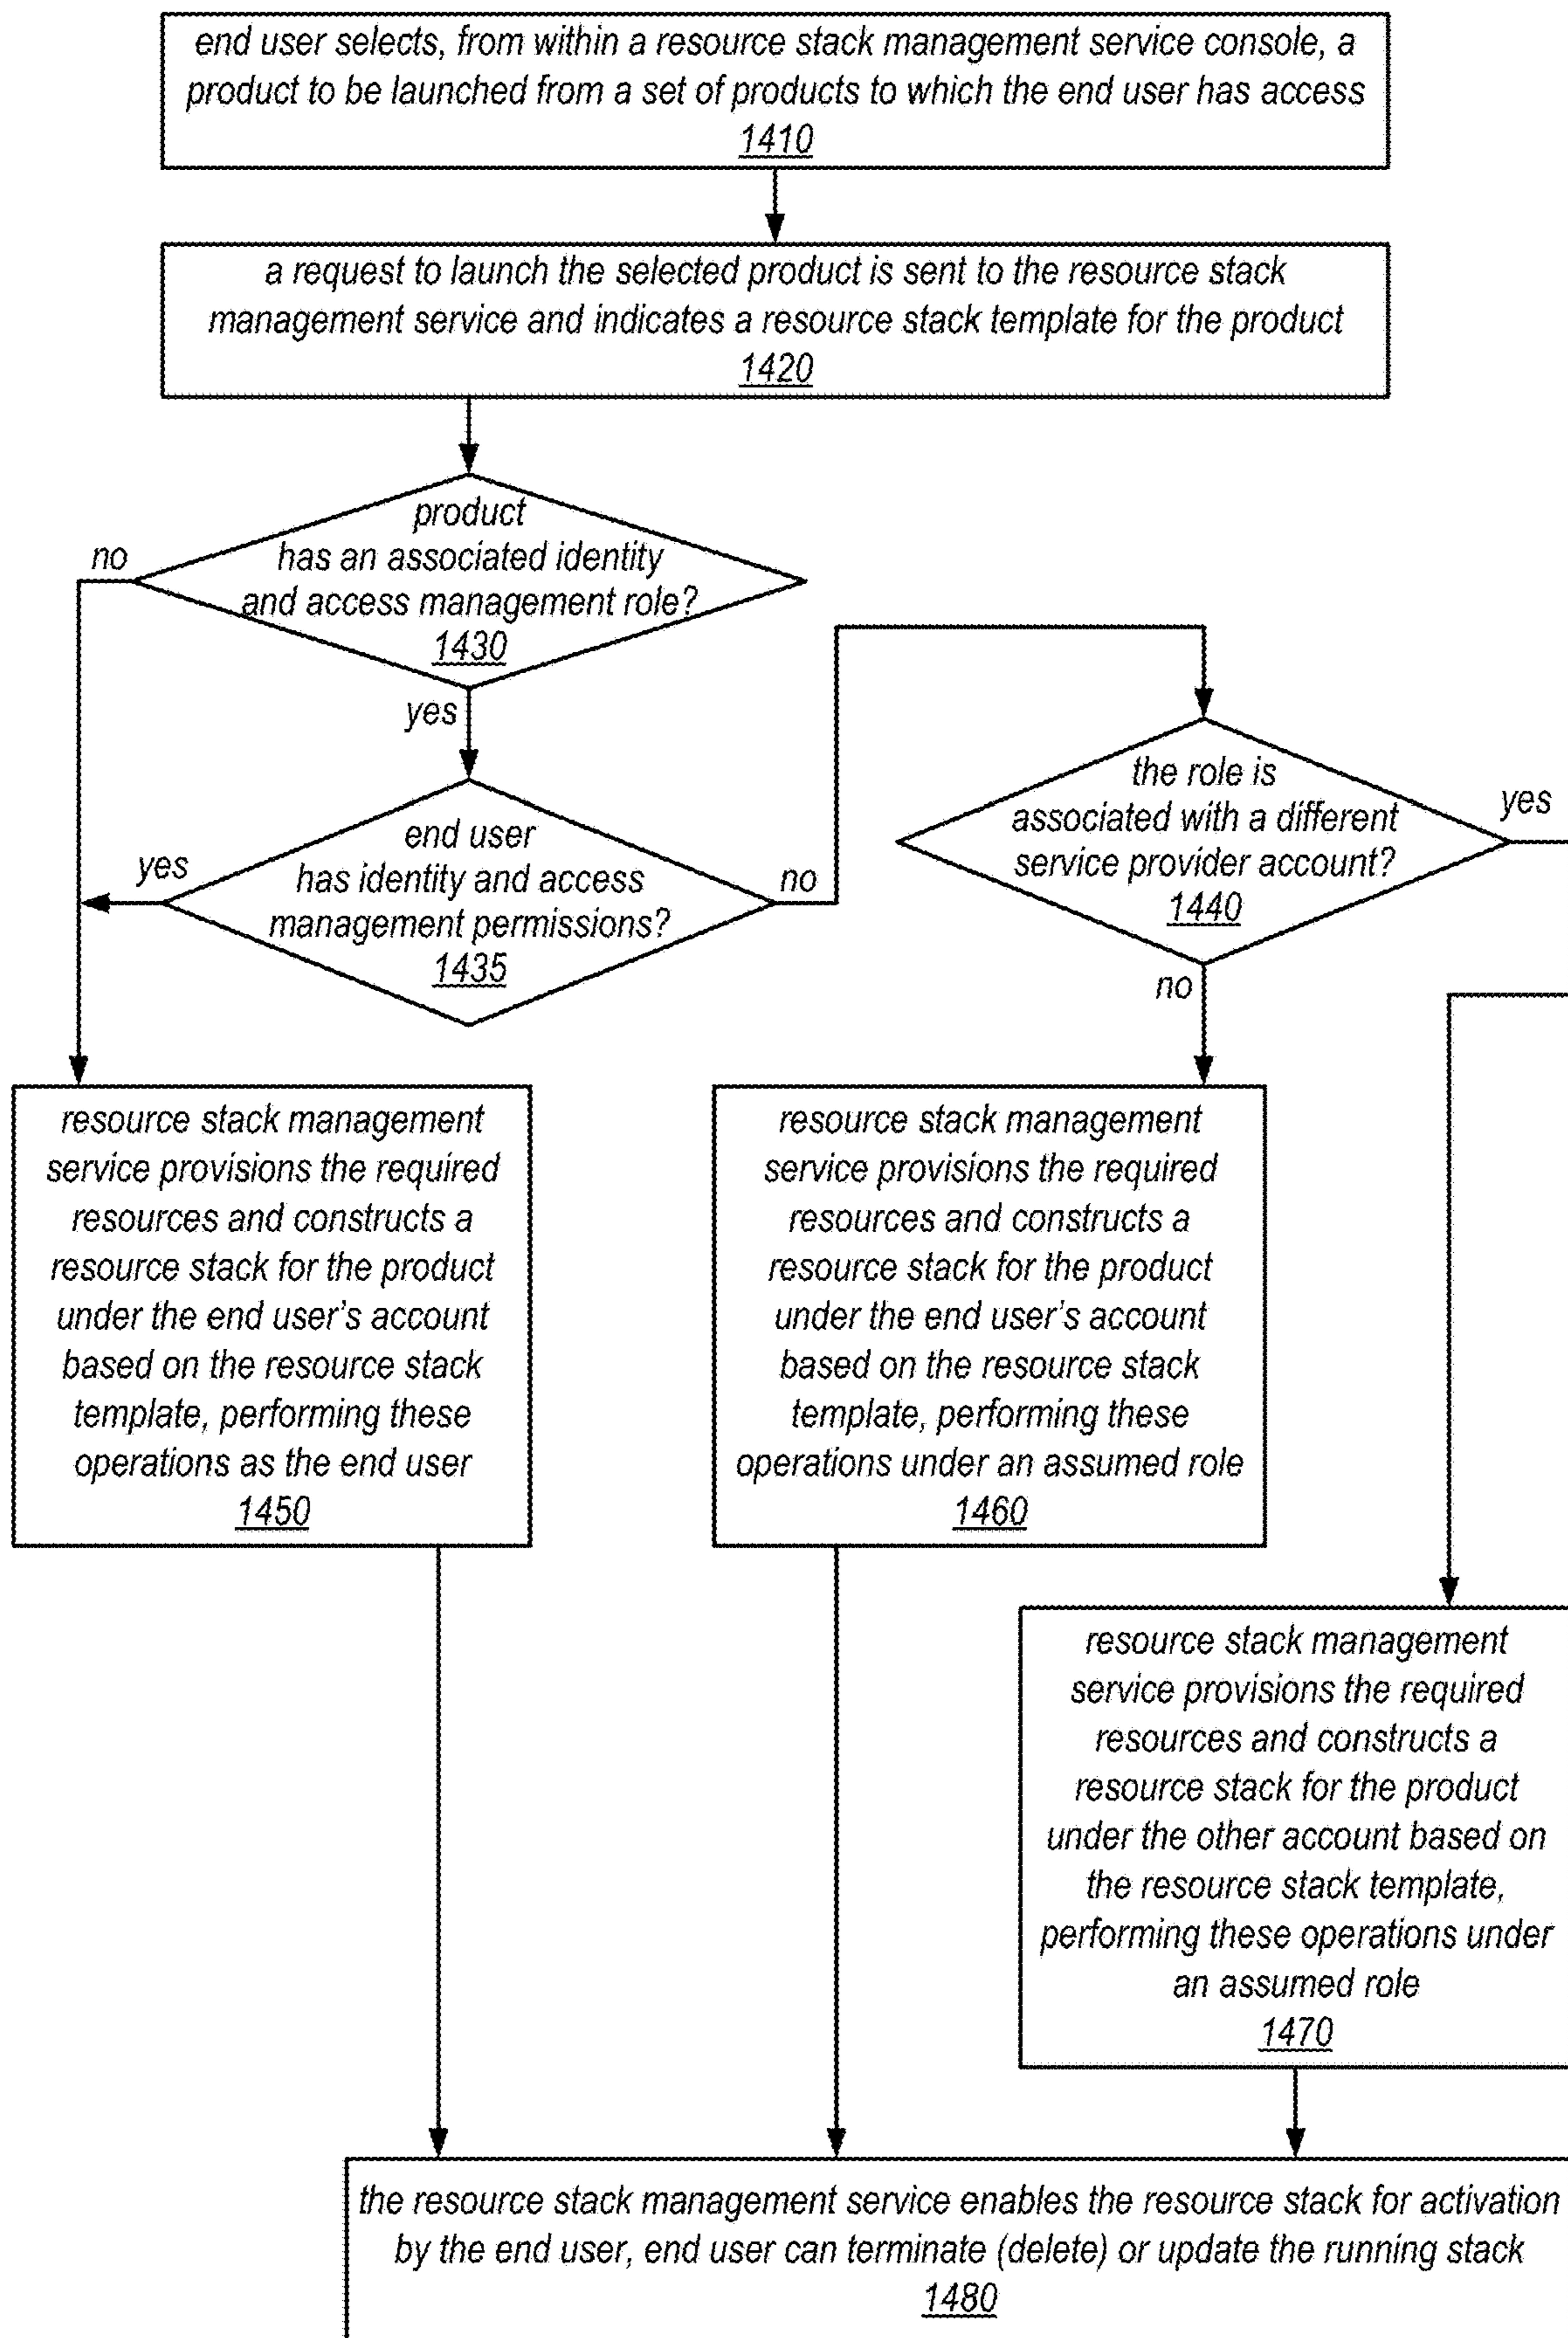 end user selects, from within a resource stack management service console, a
product to be launched from a set of products to which the end user has access
1410
a request to launch the selected product is sent to the resource stack
management service and indicates a resource stack template for the product
1420
product
has an associated identity
and access management role?
1430
no
yes
end user
has identity and access
management permissions?
1435
yes
no
the role is
associated with a different
service provider account?
1440
yes
no
resource stack management
service provisions the required
resources and constructs a
resource stack for the product
under the end user's account
based on the resource stack
template, performing these
operations as the end user
1450
resource stack management
service provisions the required
resources and constructs a
resource stack for the product
under the end user's account
based on the resource stack
template, performing these
operations under an assumed role
1460
resource stack management
service provisions the required
resources and constructs a
resource stack for the product
under the other account based on
the resource stack template,
performing these operations under
an assumed role
1470
the resource stack management service enables the resource stack for activation
by the end user, end user can terminate (delete) or update the running stack
1480